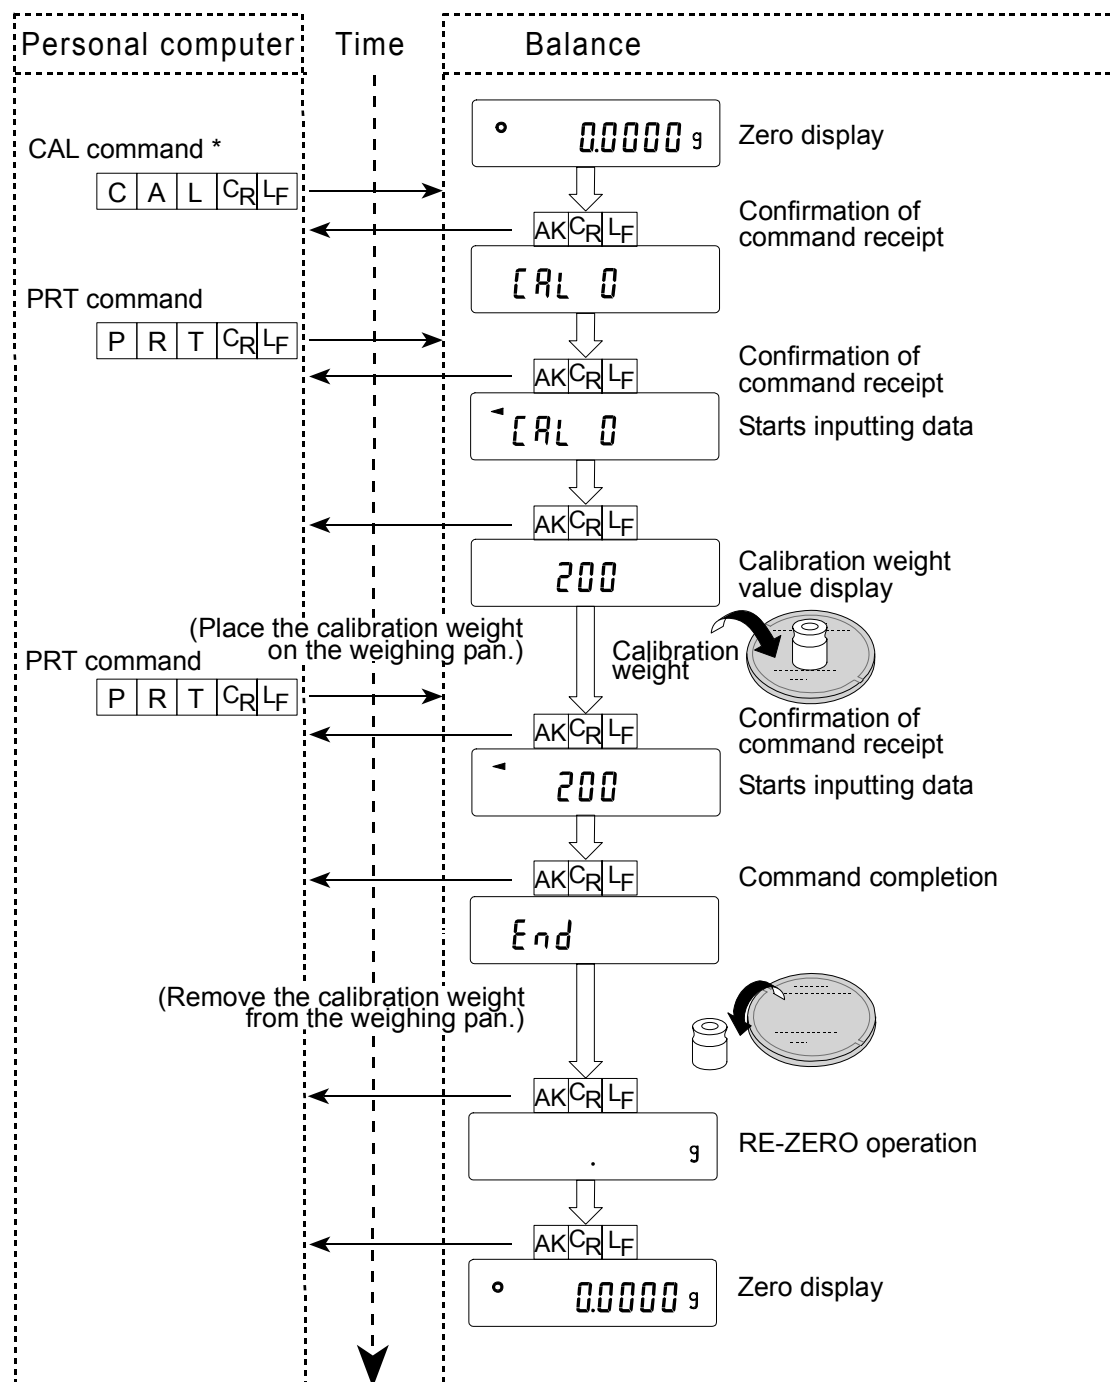 Personal computer Time Balance
0.0000 g Zero display
CAL command *
C A L CR LF
AK CR LF Confirmation of
command receipt
CAL 0
PRT command
P R T CR LF
AK CR LF Confirmation of
command receipt
CAL 0 Starts inputting data
AK CR LF
200 Calibration weight
value display
(Place the calibration weight
on the weighing pan.)
Calibration
weight
PRT command
P R T CR LF
AK CR LF Confirmation of
command receipt
200 Starts inputting data
AK CR LF Command completion
End
(Remove the calibration weight
from the weighing pan.)
AK CR LF
. g RE-ZERO operation
AK CR LF
0.0000 g Zero display